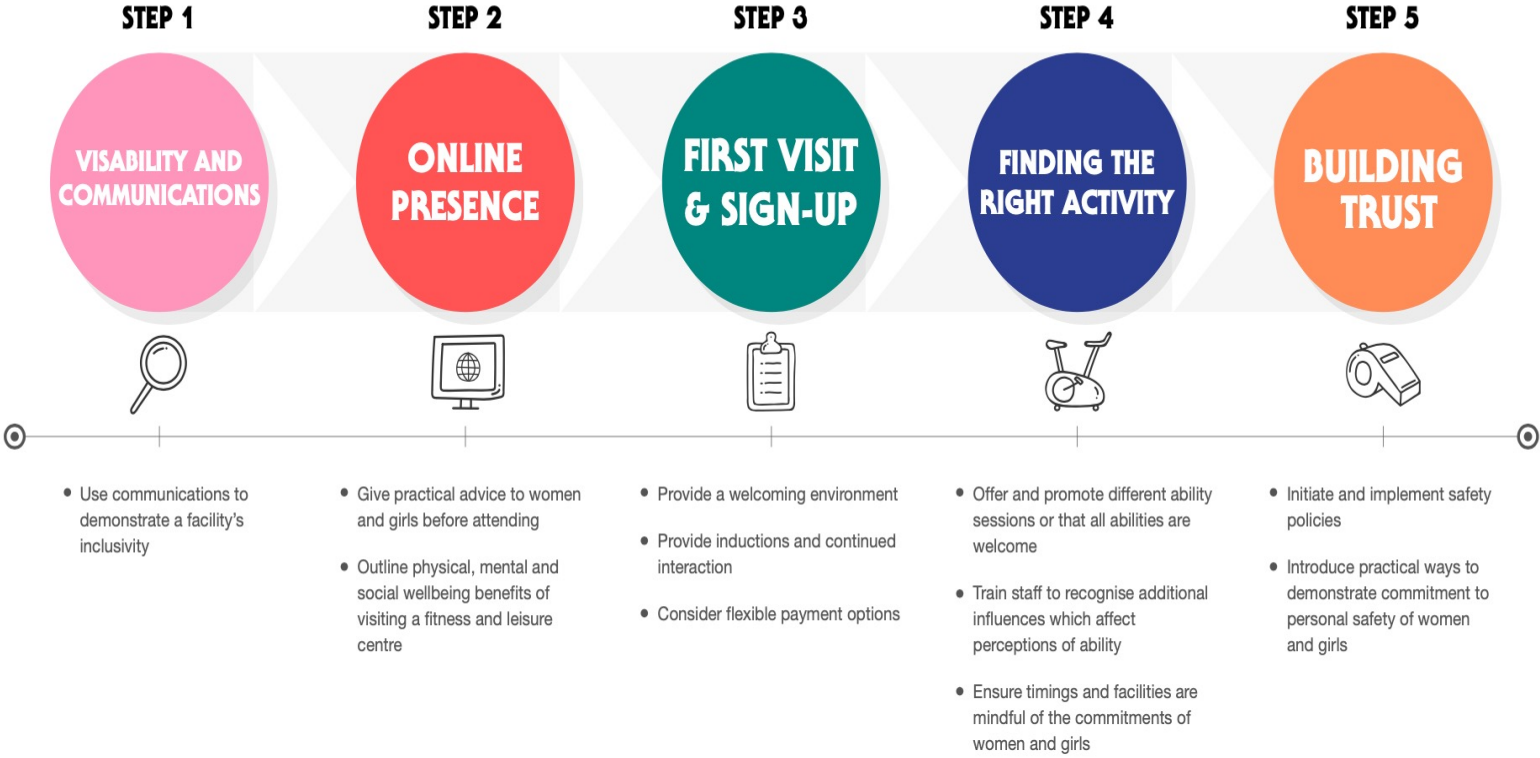 STEP 1
VISABILITY AND
COMMUNICATIONS
• Use communications to
demonstrate a facility's
inclusivity
STEP 2
ONLINE
PRESENCE
• Give practical advice to women
and girls before attending
• Outline physical, mental and
social wellbeing benefits of
visiting a fitness and leisure
centre
STEP 3
FIRST VISIT
& SIGN-UP
• Provide a welcoming environment
• Provide inductions and continued
interaction
• Consider flexible payment options
STEP 4
FINDING THE
RIGHT ACTIVITY
• Offer and promote different ability
sessions or that all abilities are
welcome
• Train staff to recognise additional
influences which affect
perceptions of ability
• Ensure timings and facilities are
mindful of the commitments of
women and girls
STEP 5
BUILDING
TRUST
• Initiate and implement safety
policies
• Introduce practical ways to
demonstrate commitment to
personal safety of women
and girls